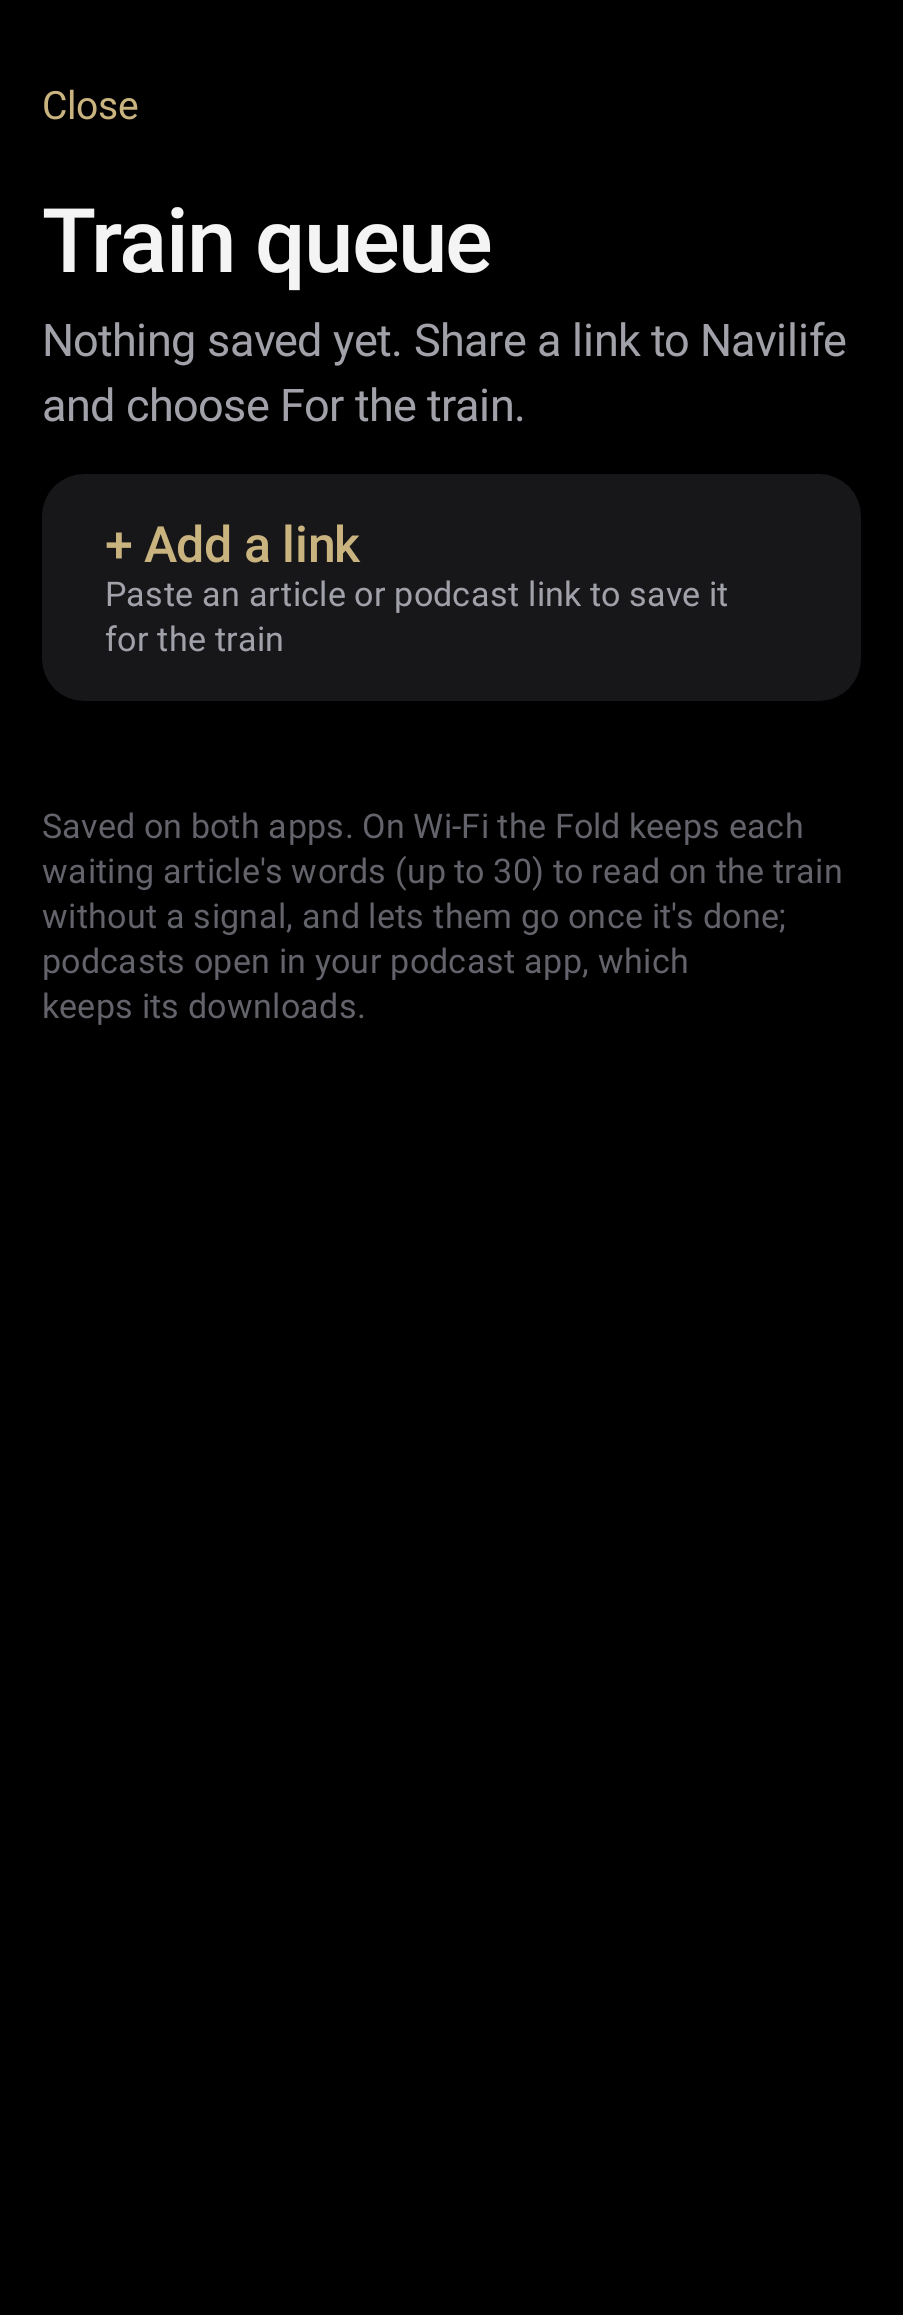 Close
Train queue
Nothing saved yet. Share a link to Navilife
and choose For the train.
+ Add a link
Paste an article or podcast link to save it
for the train
Saved on both apps. On Wi-Fi the Fold keeps each
waiting article's words (up to 30) to read on the train
without a signal, and lets them go once it's done;
podcasts open in your podcast app, which
keeps its downloads.